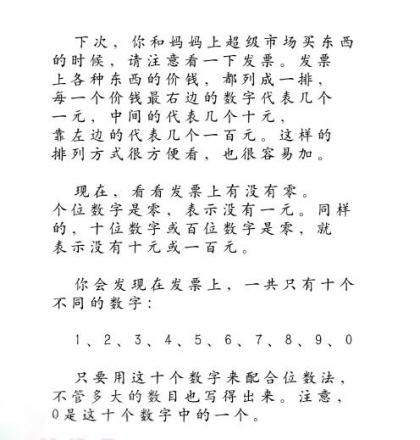 下次，你和妈妈上超级市场买东西
的时候，请注意看一下发票。发票
上各种东西的价钱，都列成一排，
每一个价钱最右边的数字代表几个
一元，中间的代表几个十元，
靠左边的代表几个一百元。这样的
排列方式很方便看，也很容易加。
现在，看看发票上有没有零。
个位数字是零，表示没有一元。同样
的，十位数字或百位数字是零，就
表示没有十元或一百元。
你会发现在发票上，一共只有十个
不同的数字：
1、2、3、4、5、6、7、8、9、0
只要用这十个数字来配合位数法，
不管多大的数目也写得出来。注意，
0是这十个数字中的一个。